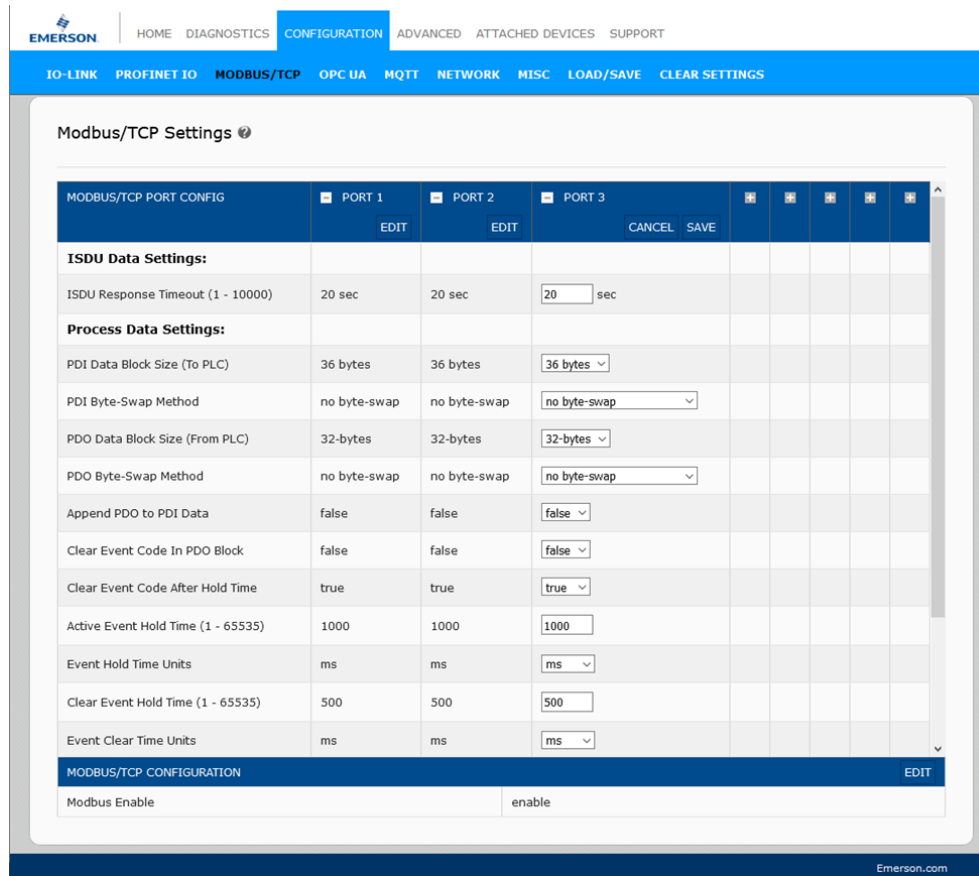 EMERSON. HOME DIAGNOSTICS CONFIGURATION ADVANCED ATTACHED DEVICES SUPPORT
IO-LINK PROFINET IO MODBUS/TCP OPC UA MQTT NETWORK MISC LOAD/SAVE CLEAR SETTINGS
Modbus/TCP Settings ?
MODBUS/TCP PORT CONFIG - PORT 1 - PORT 2 - PORT 3 + + + + +
EDIT EDIT CANCEL SAVE
ISDU Data Settings:
ISDU Response Timeout (1 - 10000) 20 sec 20 sec 20 sec
Process Data Settings:
PDI Data Block Size (To PLC) 36 bytes 36 bytes 36 bytes
PDI Byte-Swap Method no byte-swap no byte-swap no byte-swap
PDO Data Block Size (From PLC) 32-bytes 32-bytes 32-bytes
PDO Byte-Swap Method no byte-swap no byte-swap no byte-swap
Append PDO to PDI Data false false false
Clear Event Code In PDO Block false false false
Clear Event Code After Hold Time true true true
Active Event Hold Time (1 - 65535) 1000 1000 1000
Event Hold Time Units ms ms ms
Clear Event Hold Time (1 - 65535) 500 500 500
Event Clear Time Units ms ms ms
MODBUS/TCP CONFIGURATION EDIT
Modbus Enable enable
Emerson.com